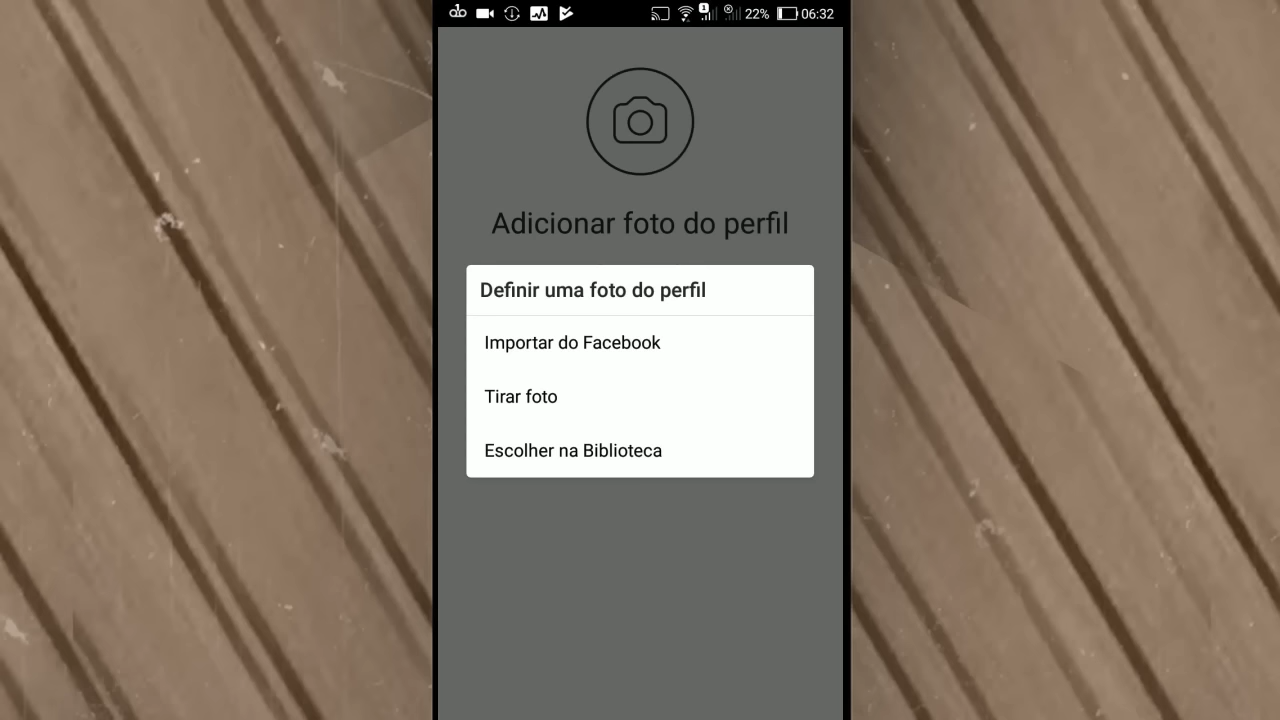 22% 06:32
Adicionar foto do perfil
Definir uma foto do perfil
Importar do Facebook
Tirar foto
Escolher na Biblioteca